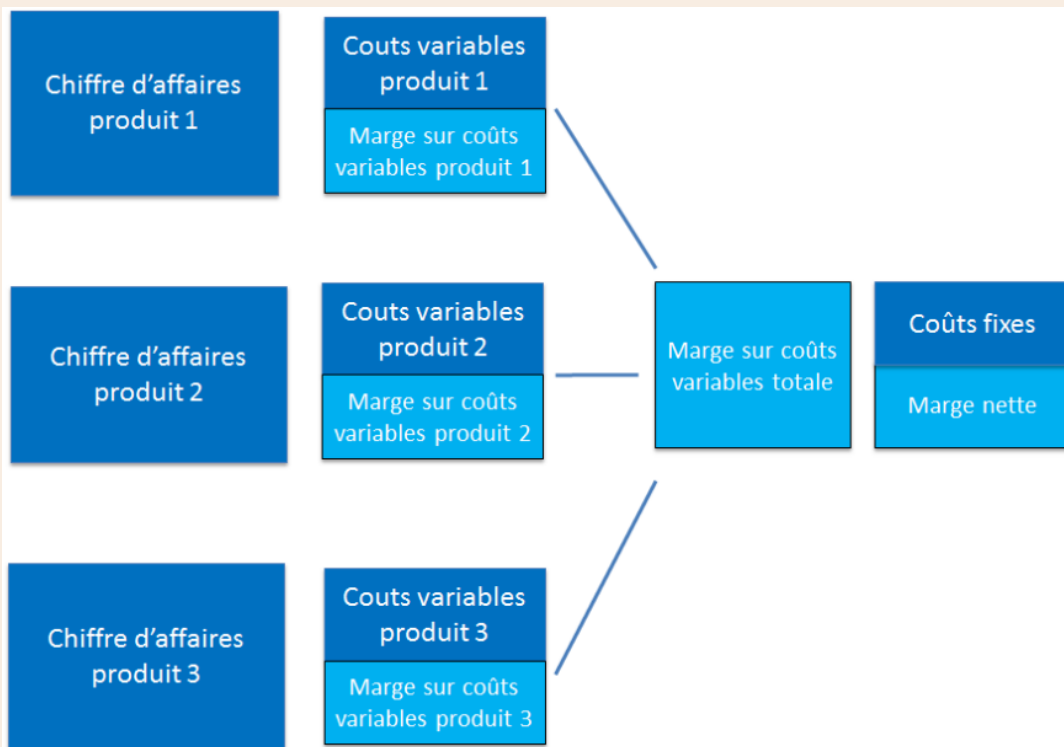 Chiffre d'affaires
produit 1
Couts variables
produit 1
Marge sur coûts
variables produit 1
Chiffre d'affaires
produit 2
Couts variables
produit 2
Marge sur coûts
variables produit 2
Marge sur coûts
variables totale
Coûts fixes
Marge nette
Chiffre d'affaires
produit 3
Couts variables
produit 3
Marge sur coûts
variables produit 3